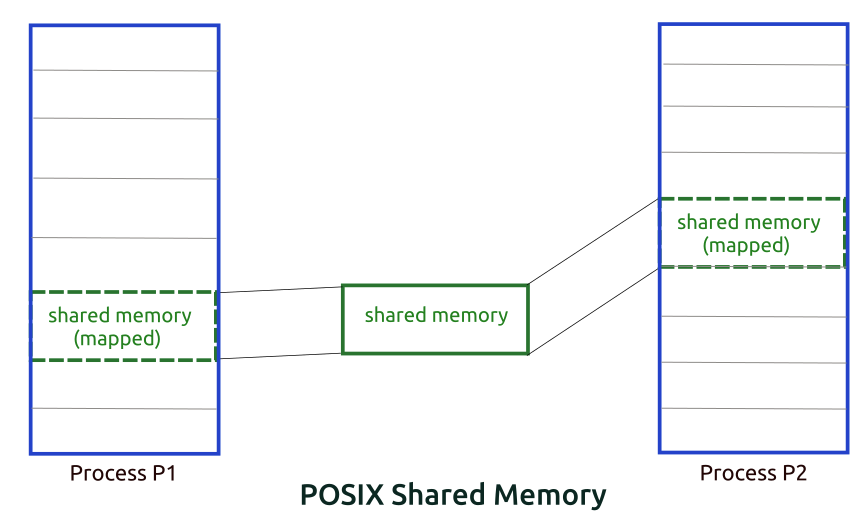 shared memory
(mapped)
Process P1
shared memory
shared memory
(mapped)
Process P2
POSIX Shared Memory